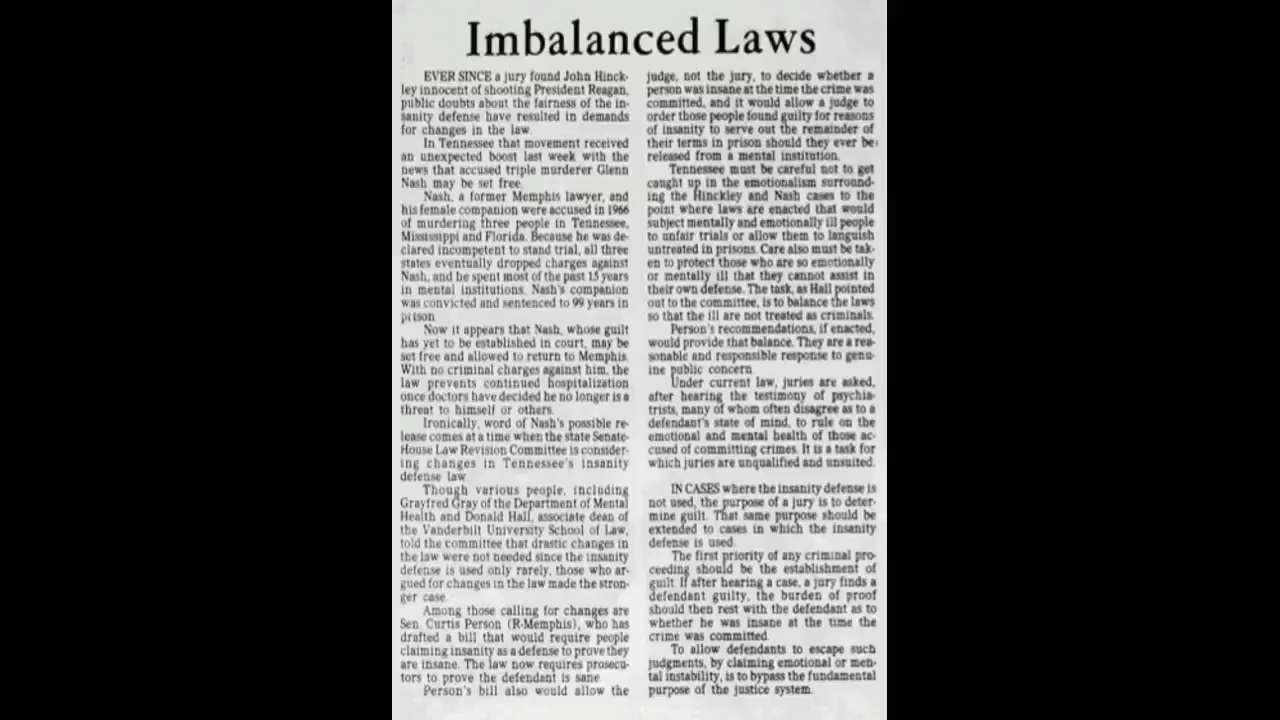 Imbalanced Laws
EVER SINCE a jury found John Hinck-
ley innocent of shooting President Reagan,
public doubts about the fairness of the in-
sanity defense have resulted in demands
for changes in the law.
In Tennessee that movement received
an unexpected boost last week with the
news that accused triple murderer Glenn
Nash may be set free.
Nash, a former Memphis lawyer, and
his female companion were accused in 1966
of murdering three people in Tennessee,
Mississippi and Florida. Because he was de-
clared incompetent to stand trial, all three
states eventually dropped charges against
Nash, and he spent most of the past 15 years
in mental institutions. Nash's companion
was convicted and sentenced to 99 years in
prison.
Now it appears that Nash, whose guilt
has yet to be established in court, may be
set free and allowed to return to Memphis.
With no criminal charges against him, the
law prevents continued hospitalization
once doctors have decided he no longer is a
threat to himself or others.
Ironically, word of Nash's possible re-
lease comes at a time when the state Senate-
House Law Revision Committee is consider-
ing changes in Tennessee's insanity
defense law.
Though various people, including
Grayfred Gray of the Department of Mental
Health and Donald Hall, associate dean of
the Vanderbilt University School of Law,
told the committee that drastic changes in
the law were not needed since the insanity
defense is used only rarely, those who ar-
gued for changes in the law made the stron-
ger case.
Among those calling for changes are
Sen. Curtis Person (R-Memphis), who has
drafted a bill that would require people
claiming insanity as a defense to prove they
are insane. The law now requires prosecu-
tors to prove the defendant is sane.
Person's bill also would allow the
judge, not the jury, to decide whether a
person was insane at the time the crime was
committed, and it would allow a judge to
order those people found guilty for reasons
of insanity to serve out the remainder of
their terms in prison should they ever be
released from a mental institution.
Tennessee must be careful not to get
caught up in the emotionalism surround-
ing the Hinckley and Nash cases to the
point where laws are enacted that would
subject mentally and emotionally ill people
to unfair trials or allow them to languish
untreated in prisons. Care also must be tak-
en to protect those who are so emotionally
or mentally ill that they cannot assist in
their own defense. The task, as Hall pointed
out to the committee, is to balance the laws
so that the ill are not treated as criminals.
Person's recommendations, if enacted,
would provide that balance. They are a rea-
sonable and responsible response to genu-
ine public concern.
Under current law, juries are asked,
after hearing the testimony of psychia-
trists, many of whom often disagree as to a
defendant's state of mind, to rule on the
emotional and mental health of those ac-
cused of committing crimes. It is a task for
which juries are unqualified and unsuited.
IN CASES where the insanity defense is
not used, the purpose of a jury is to deter-
mine guilt. That same purpose should be
extended to cases in which the insanity
defense is used.
The first priority of any criminal pro-
ceeding should be the establishment of
guilt. If after hearing a case, a jury finds a
defendant guilty, the burden of proof
should then rest with the defendant as to
whether he was insane at the time the
crime was committed.
To allow defendants to escape such
judgments, by claiming emotional or men-
tal instability, is to bypass the fundamental
purpose of the justice system.